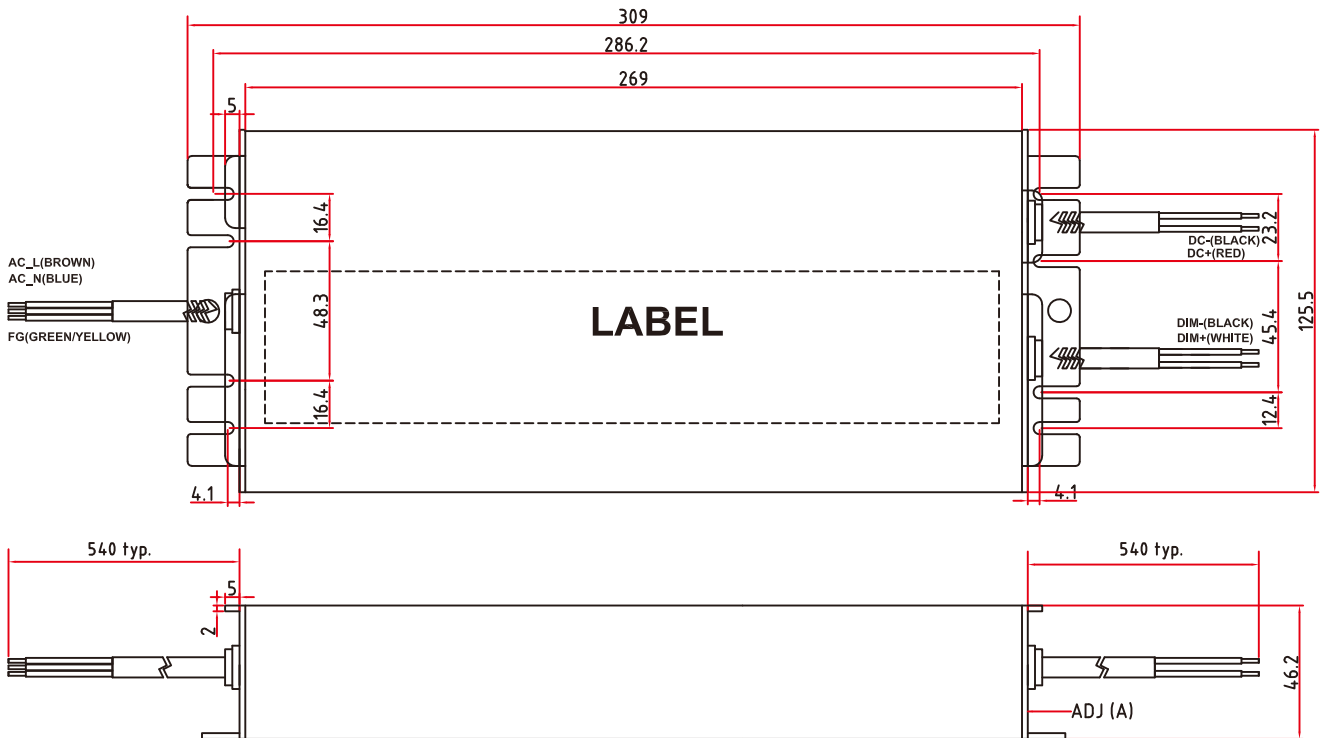 309
286.2
269
5
16.4
23.2
DC-(BLACK)
DC+(RED)
AC_L(BROWN)
AC_N(BLUE)
48.3
LABEL
45.4
125.5
DIM-(BLACK)
DIM+(WHITE)
FG(GREEN/YELLOW)
16.4
12.4
4.1
4.1
540 typ.
540 typ.
5
2
46.2
ADJ (A)